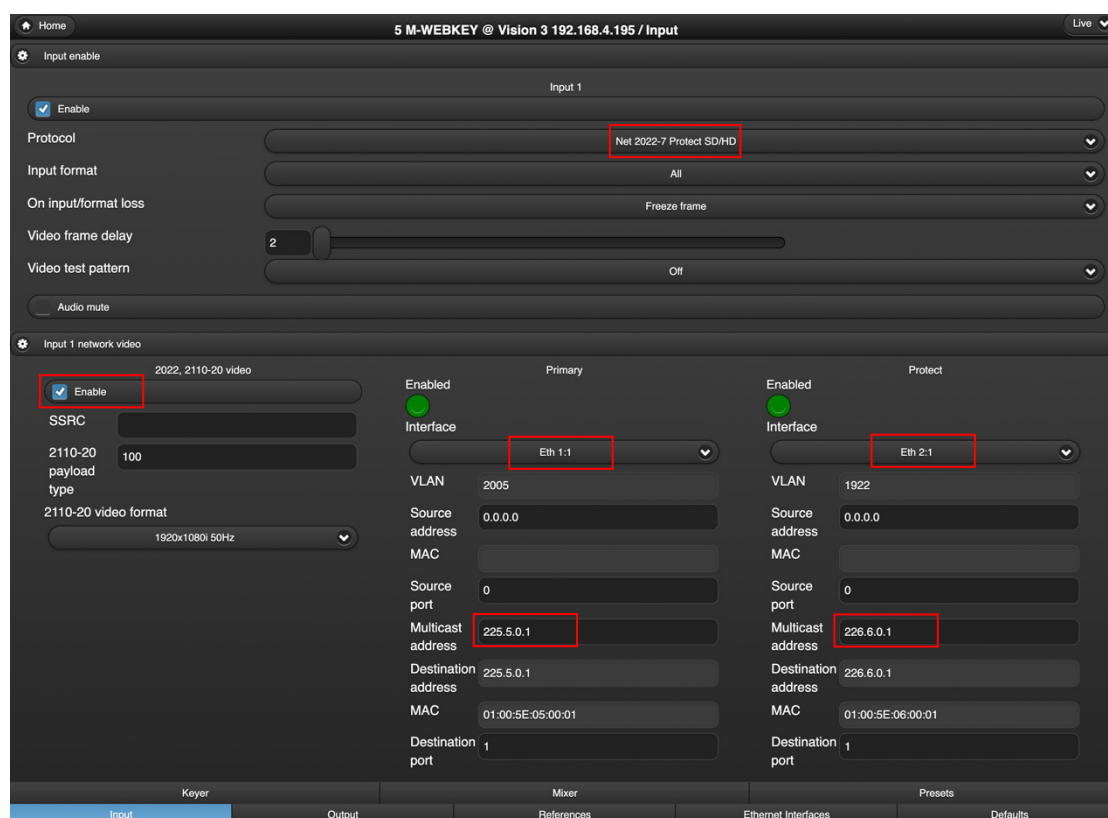 Home
5 M-WEBKEY @ Vision 3 192.168.4.195 / Input
Live
Input enable
Input 1
Enable
Protocol
Net 2022-7 Protect SD/HD
Input format
All
On input/format loss
Freeze frame
Video frame delay
2
Video test pattern
Off
Audio mute
Input 1 network video
2022, 2110-20 video
Enable
SSRC
2110-20
payload
type
100
2110-20 video format
1920x1080i 50Hz
Primary
Enabled
Interface
Eth 1:1
VLAN
2005
Source
address
0.0.0.0
MAC
Source
port
0
Multicast
address
225.5.0.1
Destination
address
225.5.0.1
MAC
01:00:5E:05:00:01
Destination
port
1
Protect
Enabled
Interface
Eth 2:1
VLAN
1922
Source
address
0.0.0.0
MAC
Source
port
0
Multicast
address
226.6.0.1
Destination
address
226.6.0.1
MAC
01:00:5E:06:00:01
Destination
port
1
Keyer
Mixer
Presets
Input
Output
References
Ethernet Interfaces
Defaults